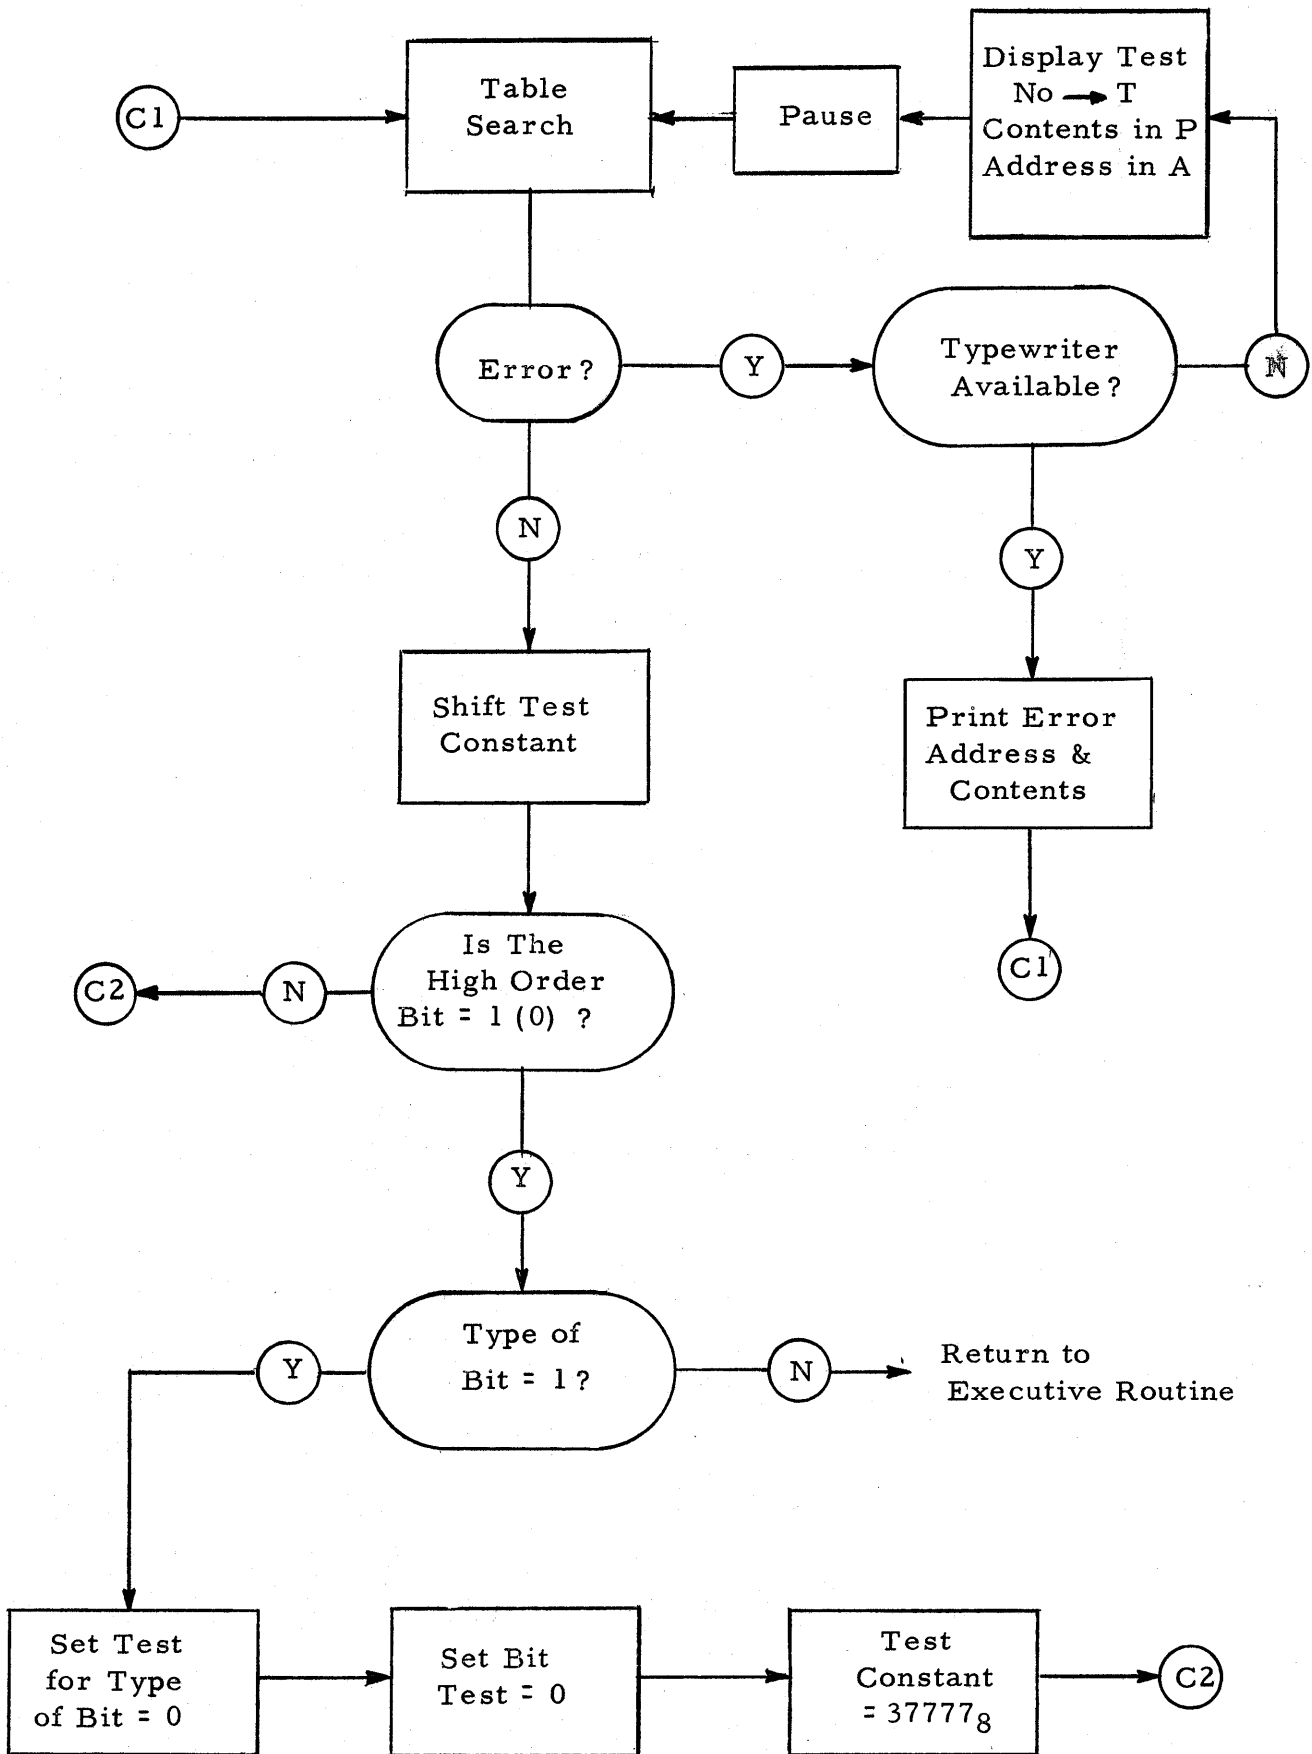 C1
Table
Search
Pause
Display Test
No → T
Contents in P
Address in A
Error?
Y
Typewriter
Available?
N
N
Y
Shift Test
Constant
Print Error
Address &
Contents
C1
Is The
High Order
Bit = 1 (0) ?
N
C2
Y
Type of
Bit = 1?
Y
N
Return to
Executive Routine
Set Test
for Type
of Bit = 0
Set Bit
Test = 0
Test
Constant
= 37777₈
C2